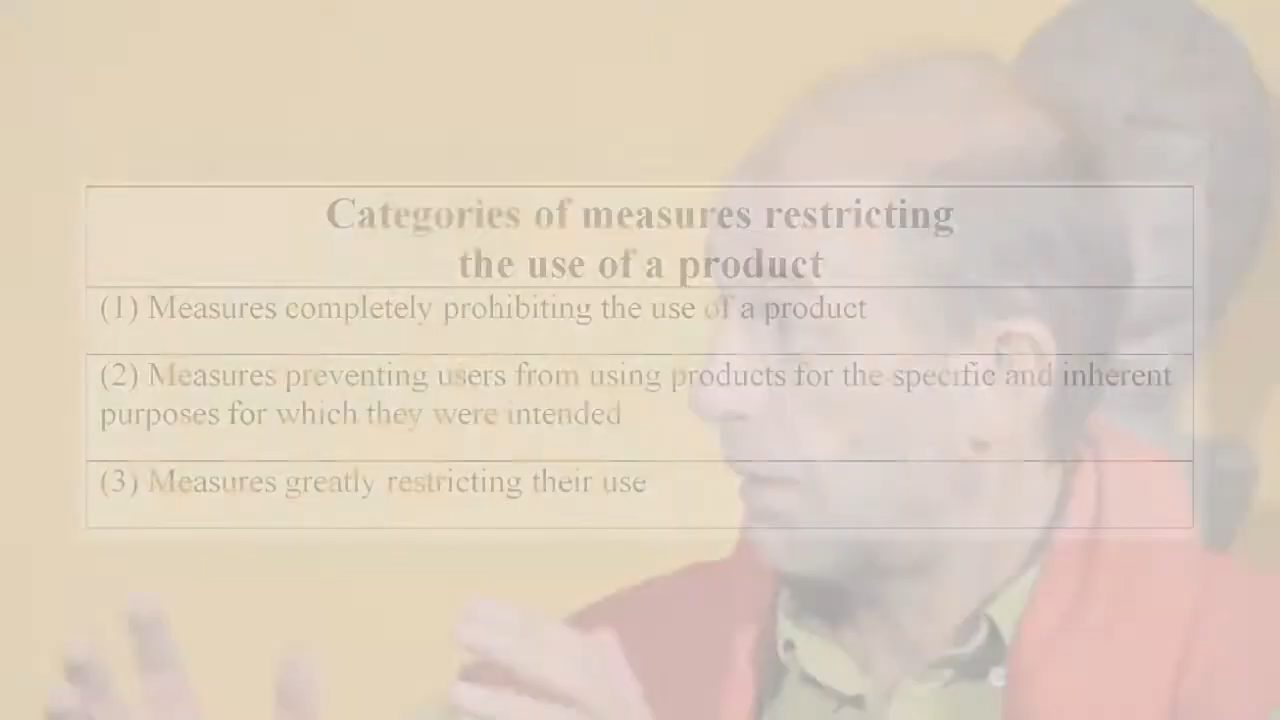 Categories of measures restricting
the use of a product
(1) Measures completely prohibiting the use of a product
(2) Measures preventing users from using products for the specific and inherent
purposes for which they were intended
(3) Measures greatly restricting their use